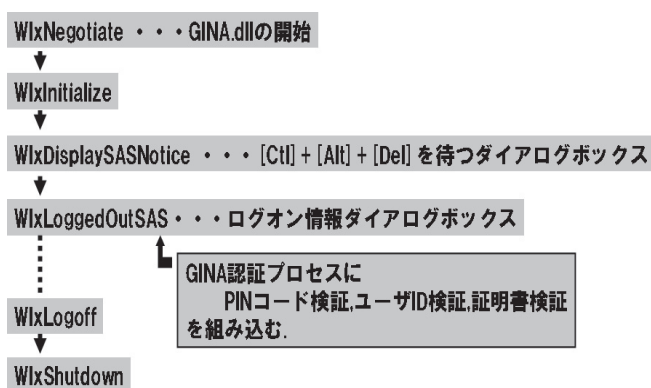 WlxNegotiate ・・・GINA.dllの開始
WlxInitialize
WlxDisplaySASNotice ・・・[Ctl]+[Alt]+[Del]を待つダイアログボックス
WlxLoggedOutSAS・・・ログオン情報ダイアログボックス
GINA認証プロセスに
PINコード検証,ユーザID検証,証明書検証
を組み込む.
WlxLogoff
WlxShutdown